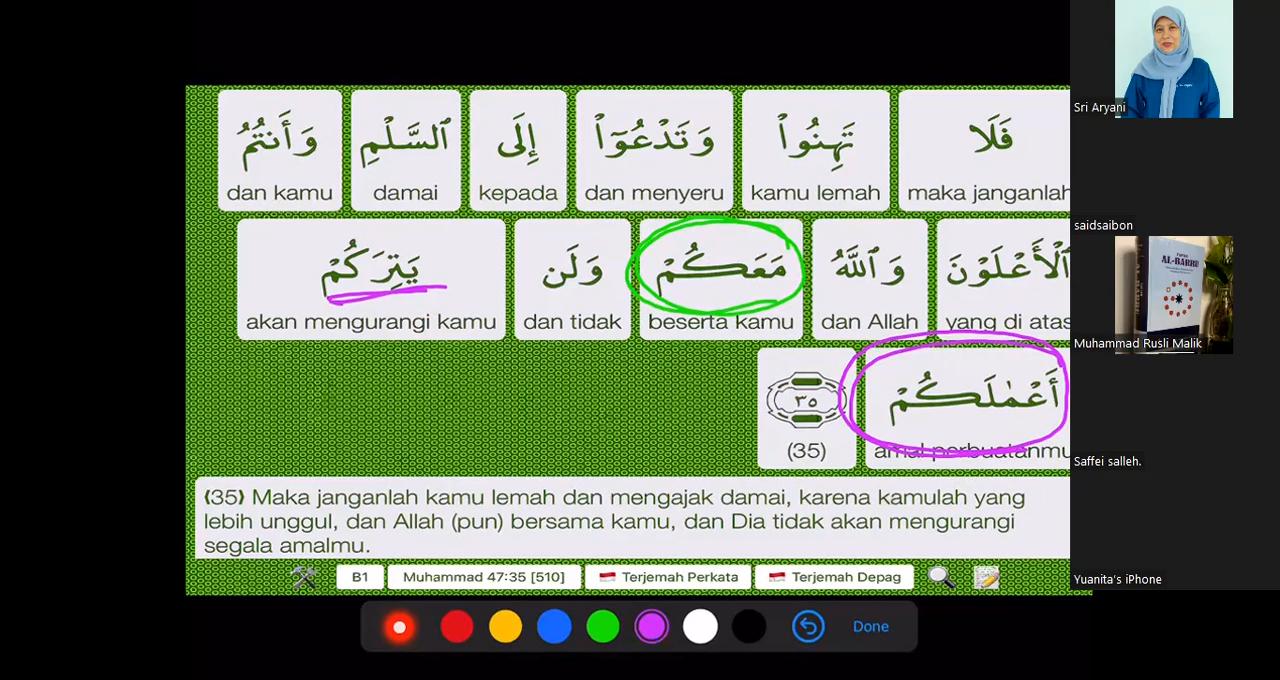 فَلَا تَهِنُوا۟ وَتَدْعُوٓا۟ إِلَى ٱلسَّلْمِ وَأَنتُمُ
maka janganlah kamu lemah dan menyeru kepada damai dan kamu
ٱلْأَعْلَوْنَ وَٱللَّهُ مَعَكُمْ وَلَن يَتِرَكُمْ
yang di atas dan Allah beserta kamu dan tidak akan mengurangi kamu
أَعْمَٰلَكُمْ ٣٥
amal perbuatanmu (35)
(35) Maka janganlah kamu lemah dan mengajak damai, karena kamulah yang
lebih unggul, dan Allah (pun) bersama kamu, dan Dia tidak akan mengurangi
segala amalmu.
B1 Muhammad 47:35 [510] Terjemah Perkata Terjemah Depag
Done
Sri Aryani
saidsaibon
AL-BARRU
Muhammad Rusli Malik
Saffei salleh.
Yuanita's iPhone